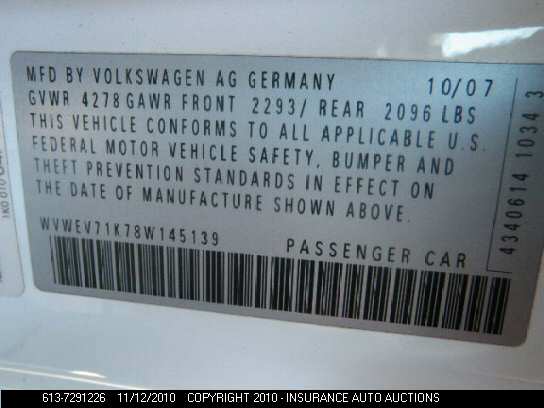 MFD BY VOLKSWAGEN AG GERMANY 10/07
GVWR 4278 GAWR FRONT 2293/ REAR 2096 LBS
THIS VEHICLE CONFORMS TO ALL APPLICABLE U.S.
FEDERAL MOTOR VEHICLE SAFETY, BUMPER AND
THEFT PREVENTION STANDARDS IN EFFECT ON
THE DATE OF MANUFACTURE SHOWN ABOVE.
WVWEV71K78W145139 PASSENGER CAR
4340614 1034 3
1K0 010
613-7291226 11/12/2010 COPYRIGHT 2010 - INSURANCE AUTO AUCTIONS